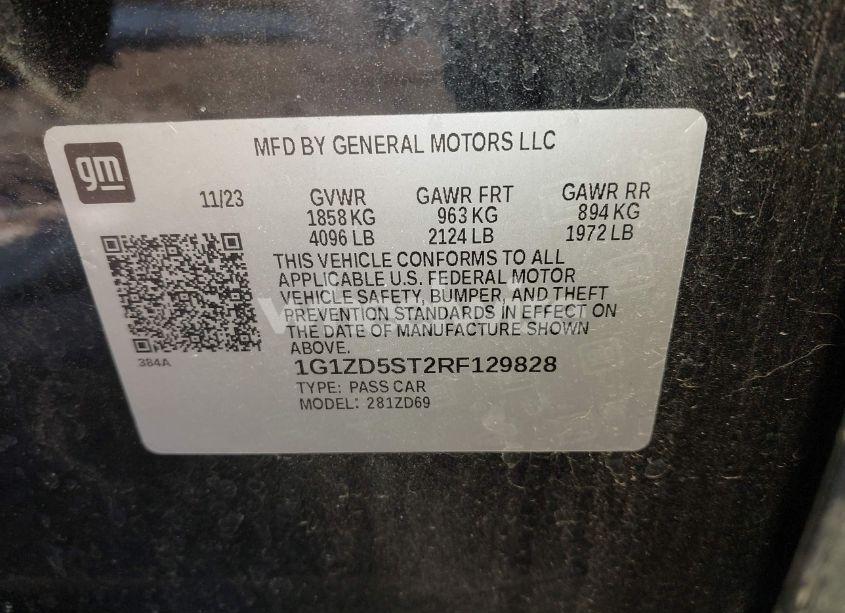 gm
MFD BY GENERAL MOTORS LLC
11/23 GVWR GAWR FRT GAWR RR
1858 KG 963 KG 894 KG
4096 LB 2124 LB 1972 LB
THIS VEHICLE CONFORMS TO ALL
APPLICABLE U.S. FEDERAL MOTOR
VEHICLE SAFETY, BUMPER, AND THEFT
PREVENTION STANDARDS IN EFFECT ON
THE DATE OF MANUFACTURE SHOWN
ABOVE.
384A
1G1ZD5ST2RF129828
TYPE: PASS CAR
MODEL: 281ZD69